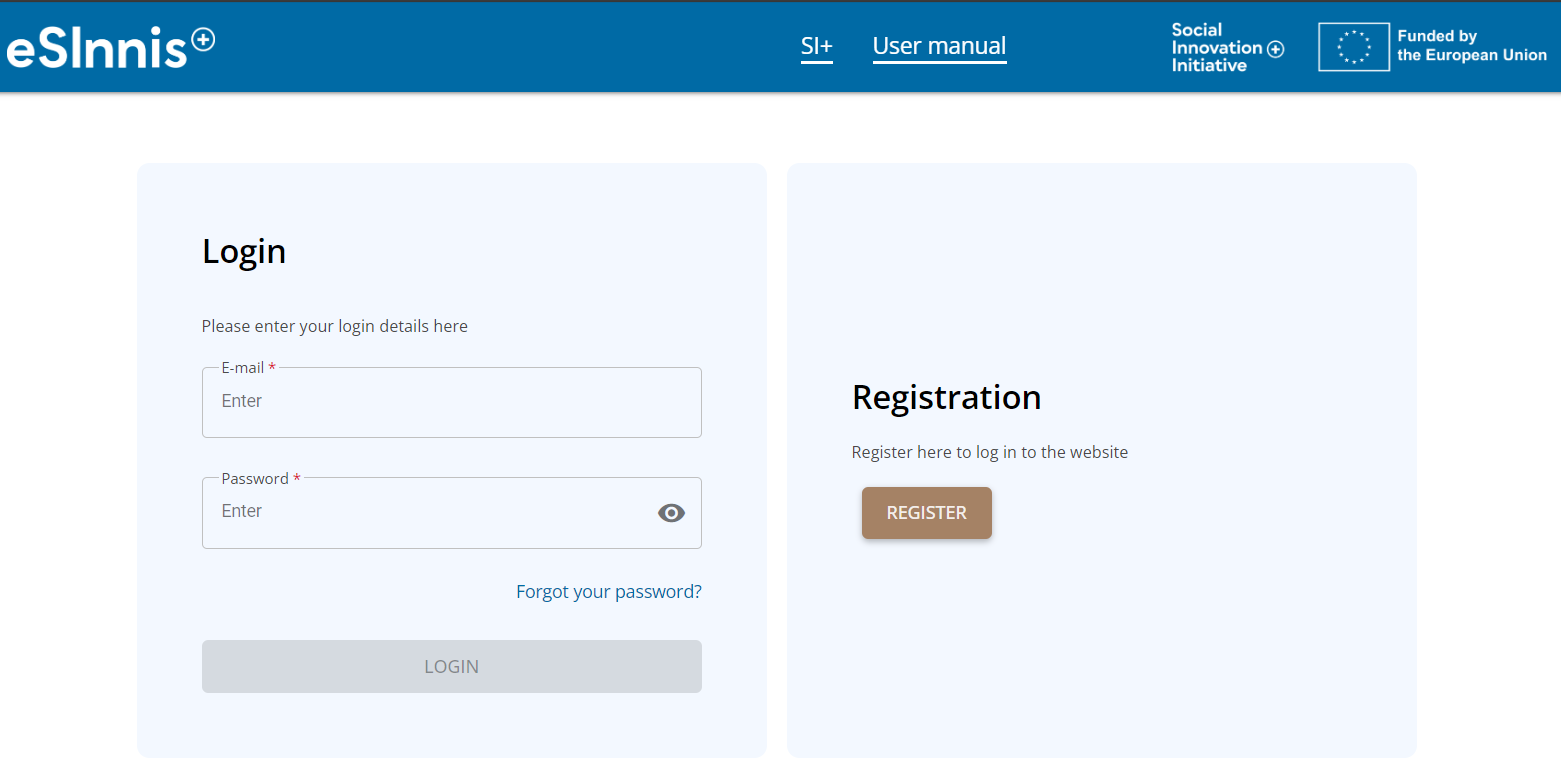 eSInnis+
SI+
User manual
Social
Innovation +
Initiative
Funded by
the European Union
Login
Please enter your login details here
E-mail *
Enter
Password *
Enter
Forgot your password?
LOGIN
Registration
Register here to log in to the website
REGISTER